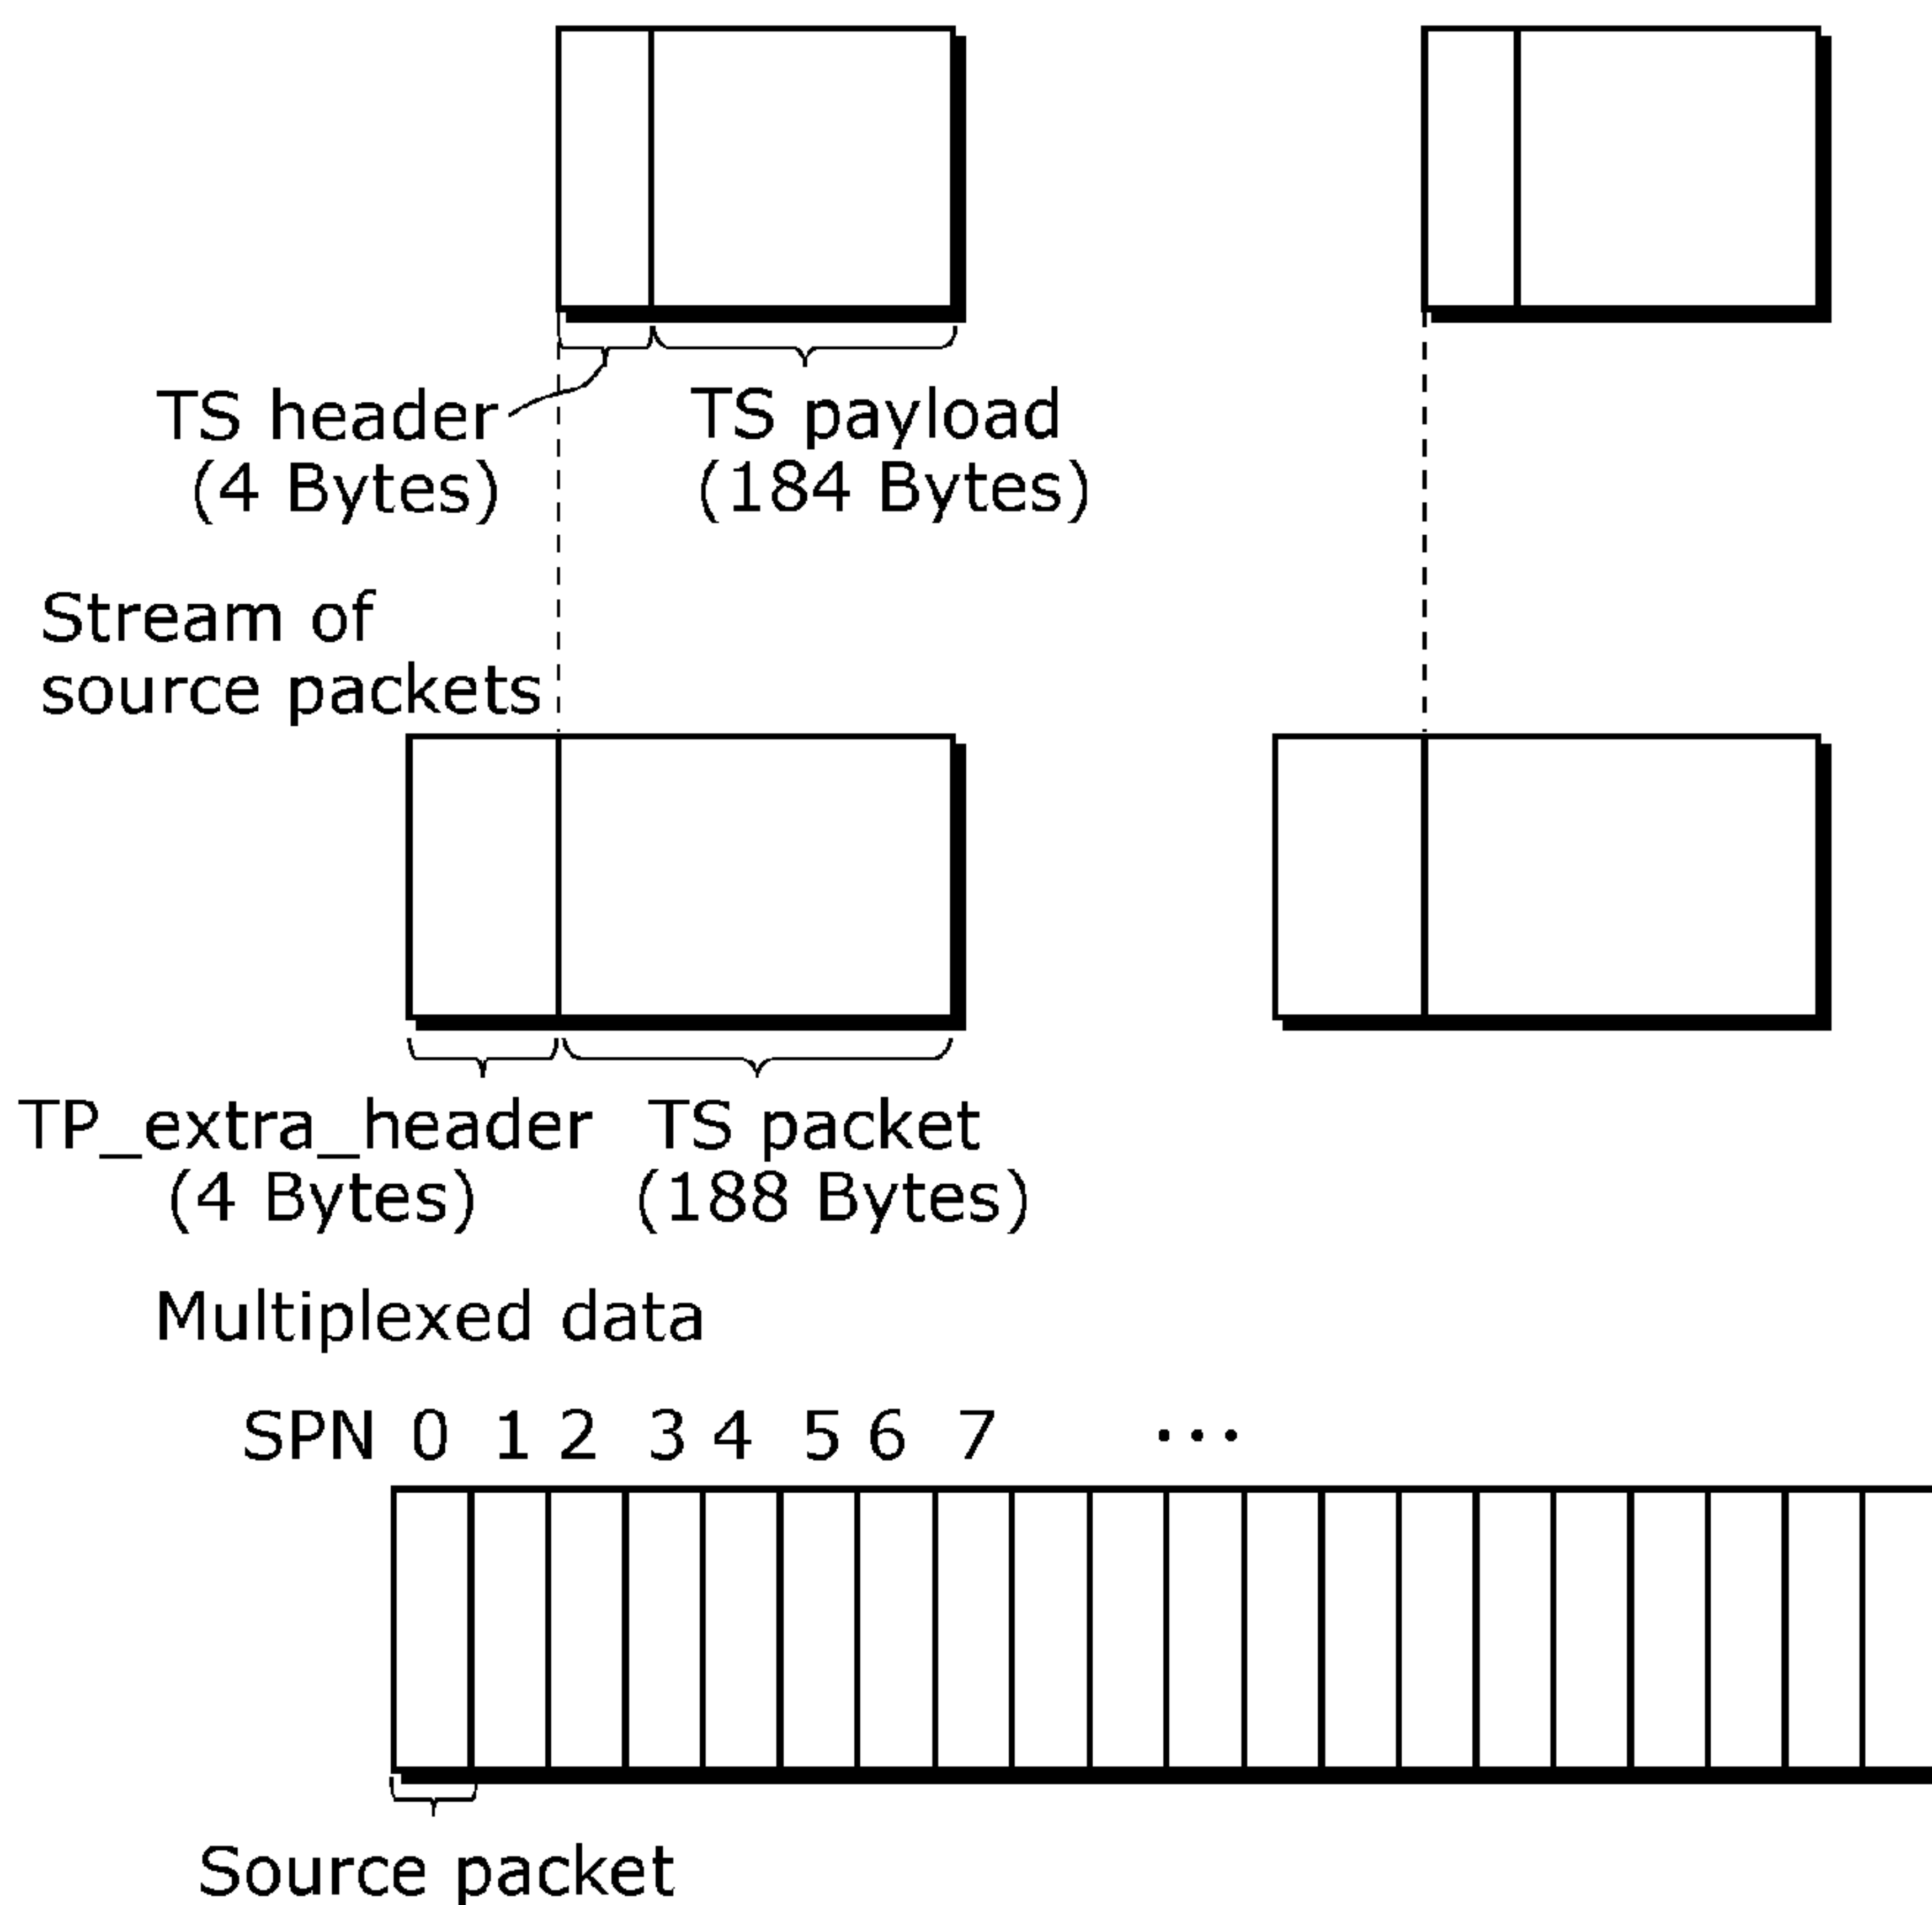 TS header TS payload
(4 Bytes) (184 Bytes)
Stream of
source packets
TP_extra_header TS packet
(4 Bytes) (188 Bytes)
Multiplexed data
SPN 0 1 2 3 4 5 6 7 ...
Source packet